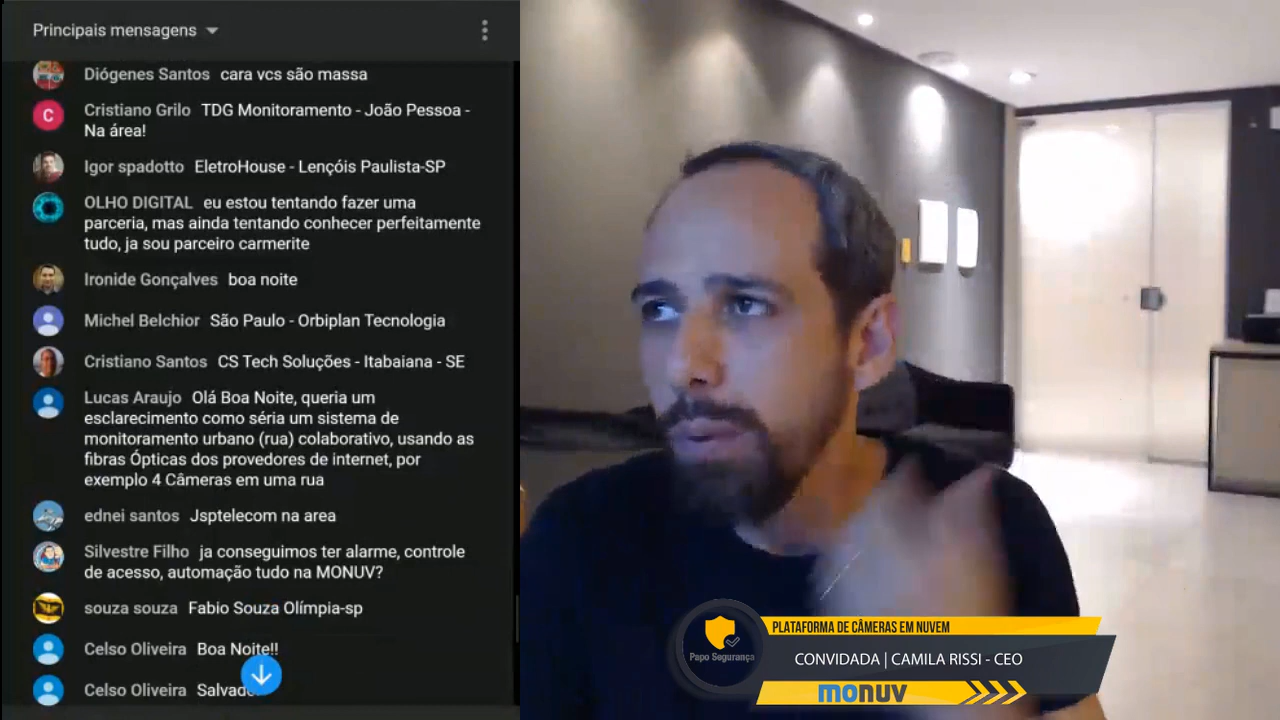 Principais mensagens
Diógenes Santos cara vcs são massa
C
Cristiano Grilo TDG Monitoramento - João Pessoa -
Na área!
Igor spadotto EletroHouse - Lençóis Paulista-SP
OLHO DIGITAL eu estou tentando fazer uma
parceria, mas ainda tentando conhecer perfeitamente
tudo, ja sou parceiro carmerite
Ironide Gonçalves boa noite
Michel Belchior São Paulo - Orbiplan Tecnologia
Cristiano Santos CS Tech Soluções - Itabaiana - SE
Lucas Araujo Olá Boa Noite, queria um
esclarecimento como séria um sistema de
monitoramento urbano (rua) colaborativo, usando as
fibras Ópticas dos provedores de internet, por
exemplo 4 Câmeras em uma rua
ednei santos Jsptelecom na area
Silvestre Filho ja conseguimos ter alarme, controle
de acesso, automação tudo na MONUV?
souza souza Fabio Souza Olímpia-sp
Celso Oliveira Boa Noite!!
Celso Oliveira
Papo Segurança
PLATAFORMA DE CÂMERAS EM NUVEM
CONVIDADA | CAMILA RISSI - CEO
monuv